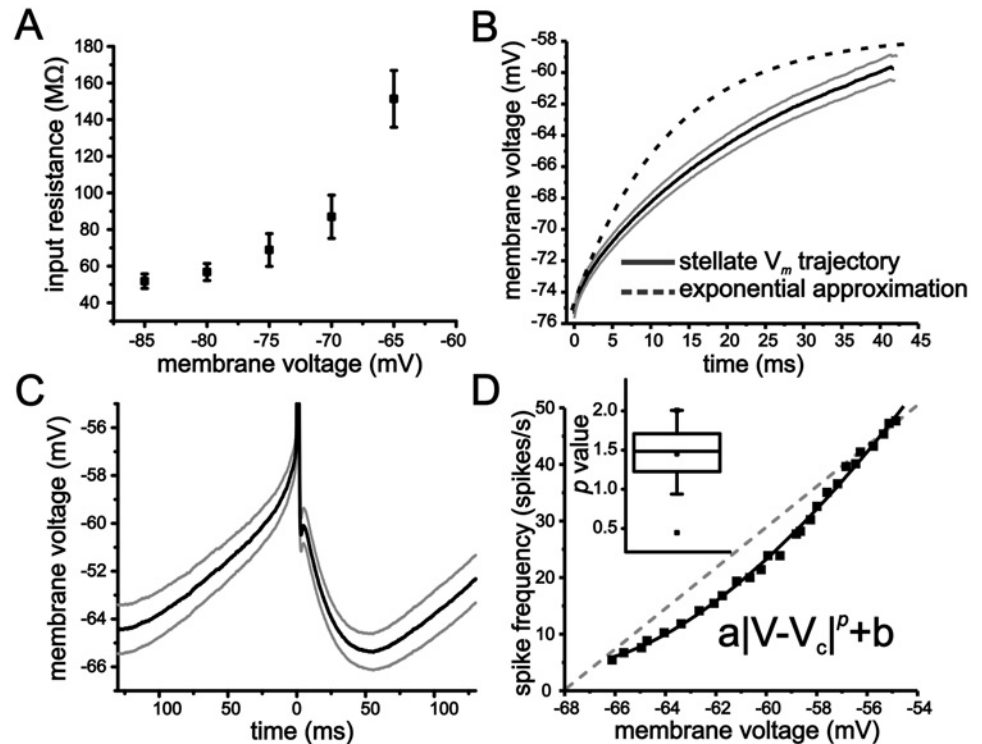 A
input resistance (MΩ)
180
160
140
120
100
80
60
40
-85 -80 -75 -70 -65 -60
membrane voltage (mV)
B
membrane voltage (mV)
-58
-60
-62
-64
-66
-68
-70
-72
-74
-76
stellate Vm trajectory
exponential approximation
0 5 10 15 20 25 30 35 40 45
time (ms)
C
membrane voltage (mV)
-56
-58
-60
-52
-64
-66
100 50 -0 50 100
time (ms)
D
spike frequency (spikes/s)
50
40
30
20
10
0
p value
2.0
1.5
1.0
0.5
a|V-Vc|p+b
-68 -66 -64 -62 -60 -58 -56 -54
membrane voltage (mV)